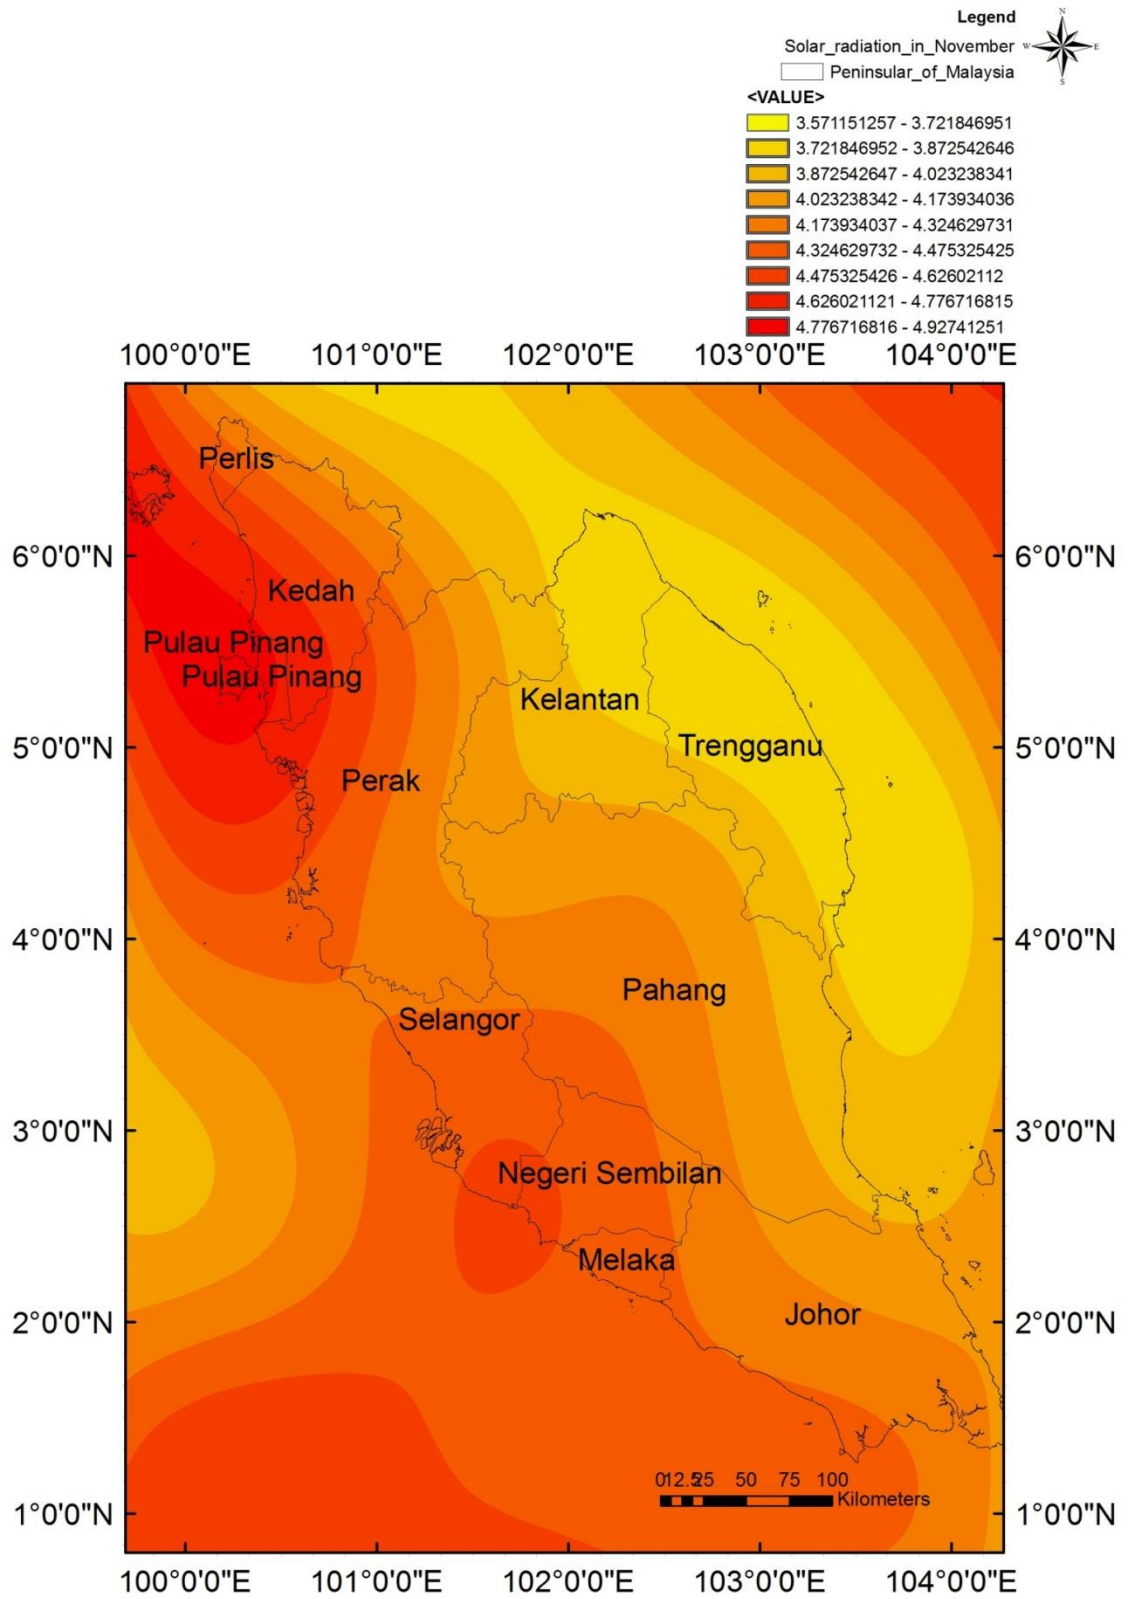 Legend
N
Solar_radiation_in_November
W E
Peninsular_of_Malaysia
S
<VALUE>
3.571151257 - 3.721846951
3.721846952 - 3.872542646
3.872542647 - 4.023238341
4.023238342 - 4.173934036
4.173934037 - 4.324629731
4.324629732 - 4.475325425
4.475325426 - 4.62602112
4.626021121 - 4.776716815
4.776716816 - 4.92741251
100°0'0"E 101°0'0"E 102°0'0"E 103°0'0"E 104°0'0"E
Perlis
6°0'0"N 6°0'0"N
Kedah
Pulau Pinang
Pulau Pinang
Kelantan
5°0'0"N Trengganu 5°0'0"N
Perak
4°0'0"N 4°0'0"N
Pahang
Selangor
3°0'0"N 3°0'0"N
Negeri Sembilan
Melaka
2°0'0"N Johor 2°0'0"N
0 12.5 25 50 75 100
Kilometers
1°0'0"N 1°0'0"N
100°0'0"E 101°0'0"E 102°0'0"E 103°0'0"E 104°0'0"E